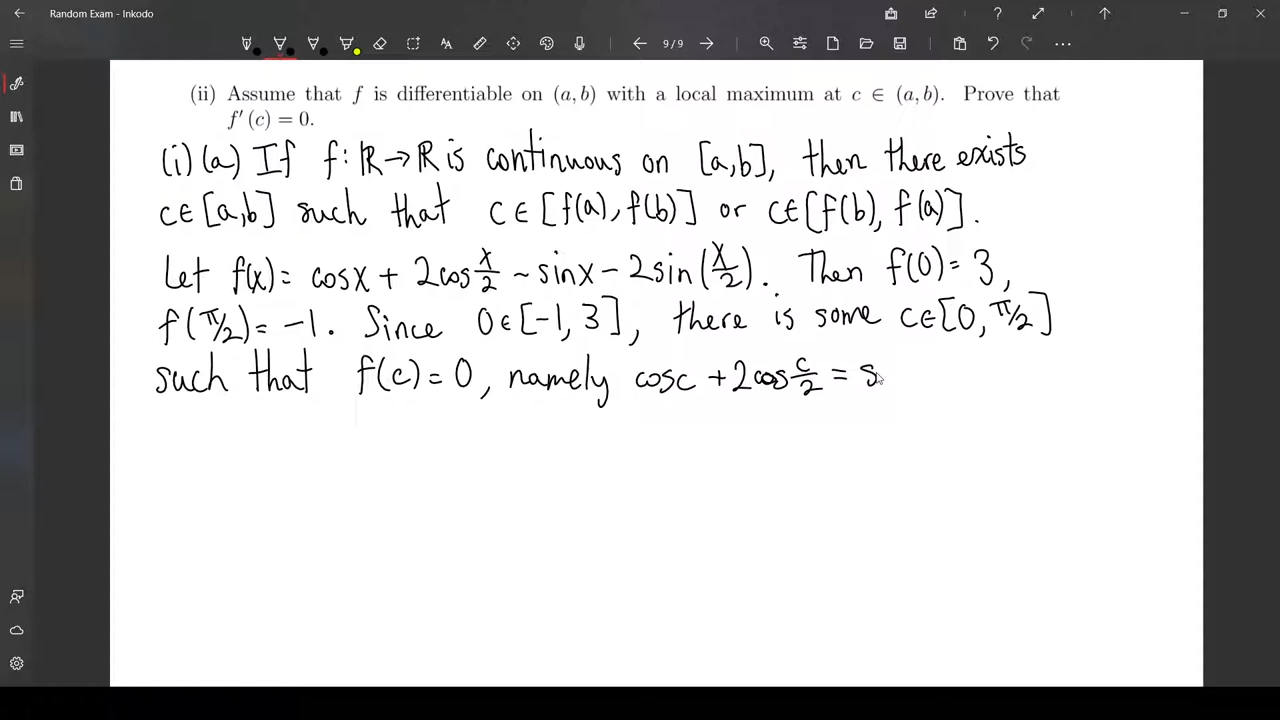 Random Exam - Inkodo
9/9
(ii) Assume that f is differentiable on (a, b) with a local maximum at c ∈ (a, b). Prove that
f′(c) = 0.
(i) (a) If f: ℝ → ℝ is continuous on [a,b], then there exists
c∈[a,b] such that c∈[f(a), f(b)] or c∈[f(b), f(a)].
Let f(x) = cosx + 2cos x/2 - sinx - 2sin(x/2). Then f(0) = 3,
f(π/2) = -1. Since 0∈[-1, 3], there is some c∈[0, π/2]
such that f(c) = 0, namely cosc + 2cos c/2 = s